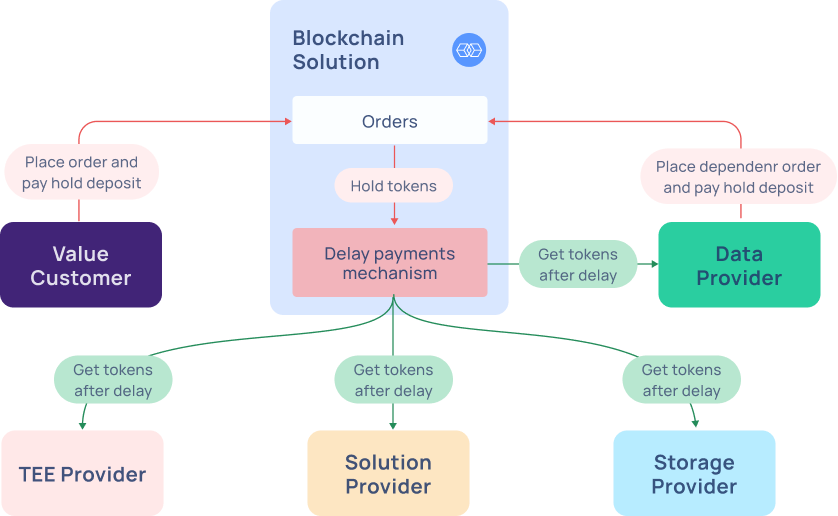 Blockchain
Solution
Orders
Place order and
pay hold deposit
Place dependenr order
and pay hold deposit
Hold tokens
Value
Customer
Delay payments
mechanism
Get tokens
after delay
Data
Provider
Get tokens
after delay
Get tokens
after delay
Get tokens
after delay
TEE Provider
Solution
Provider
Storage
Provider